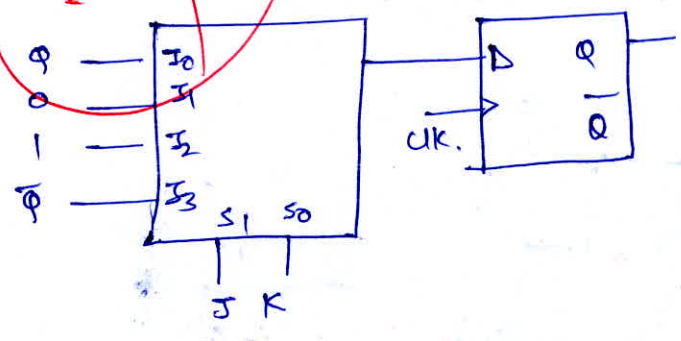 Q I0 D Q
0 I1
1 I2 Clk. Q̅
Q̅ I3
S1 S0
J K